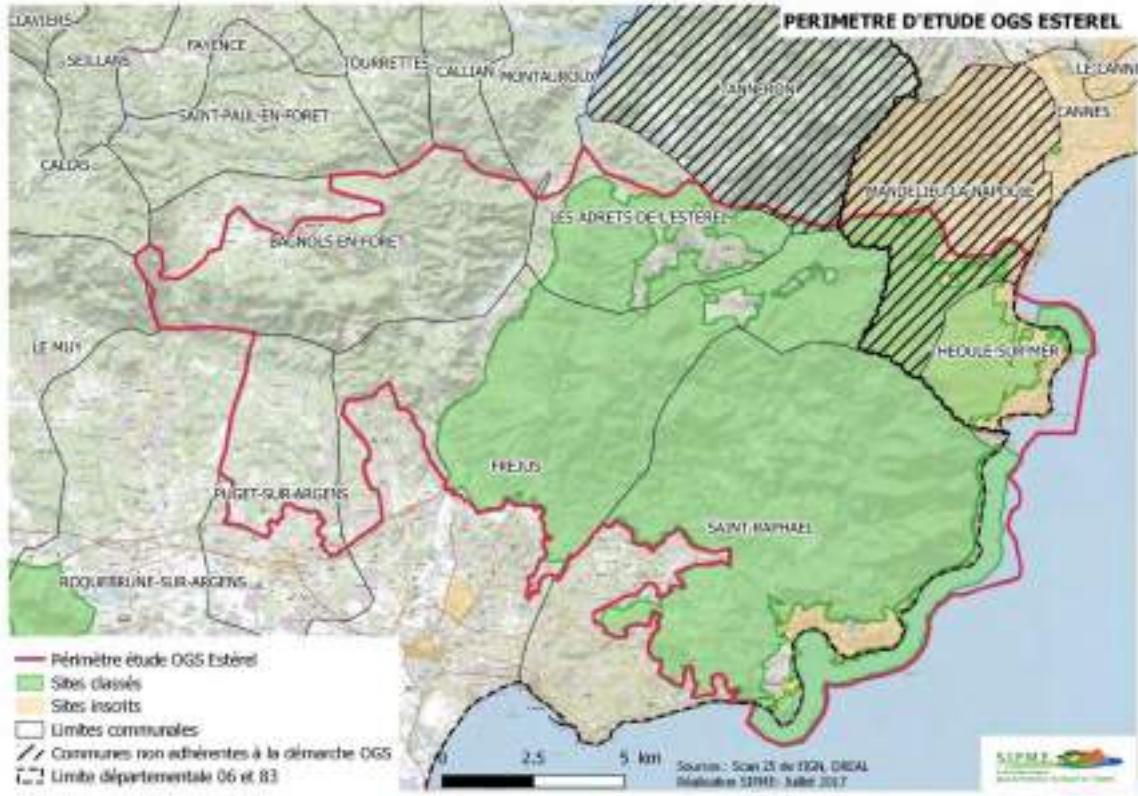 PERIMETRE D'ETUDE OGS ESTEREL
CLAVIERS
SEILLANS
FAYENCE
TOURRETTES
CALLIAN
MONTAUROUX
TANNERON
LE CANNE
CANNES
SAINT-PAUL-EN-FORET
CALLAS
MANDELIEU-LA-NAPOULE
LES ADRETS-DE-L'ESTEREL
BAGNOLS-EN-FORET
LE MUY
THEOULE-SUR-MER
FREJUS
PUGET-SUR-ARGENS
SAINT-RAPHAEL
ROQUEBRUNE-SUR-ARGENS
Périmètre étude OGS Estérel
Sites classés
Sites inscrits
Limites communales
Communes non adhérentes à la démarche OGS
Limite départementale 06 et 83
0 2,5 5 km
Sources : Scan 25 de l'IGN, DREAL
Réalisation SIPME- Juillet 2017
SIPME